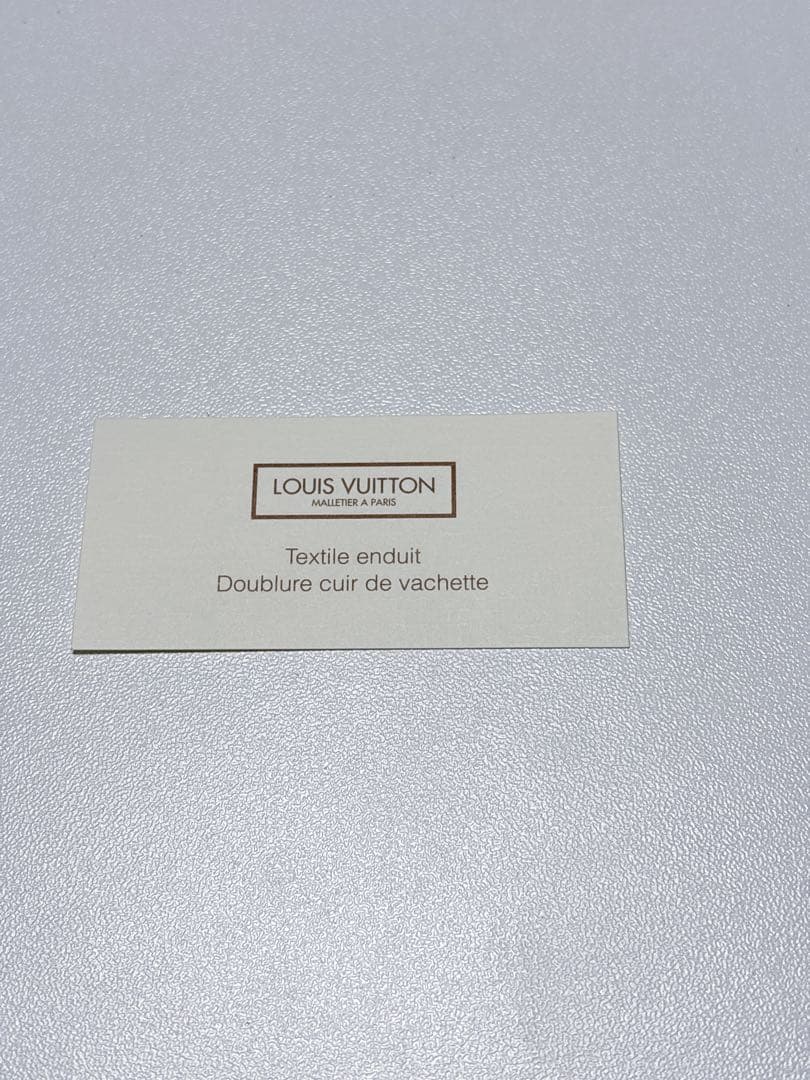 LOUIS VUITTON
MALLETIER A PARIS
Textile enduit
Doublure cuir de vachette